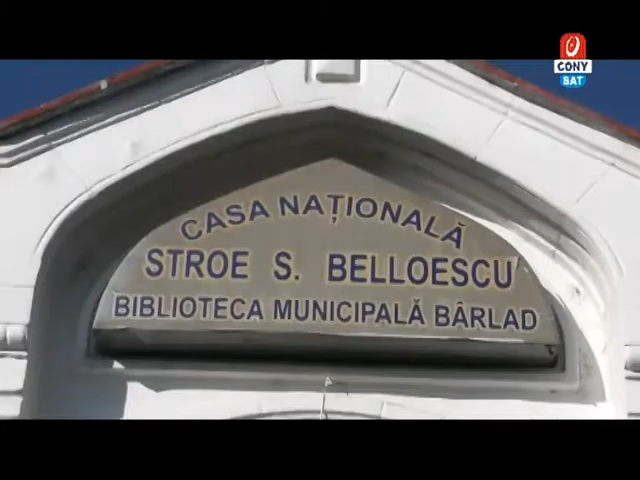 CONY
SAT
CASA NAȚIONALĂ
STROE S. BELLOESCU
BIBLIOTECA MUNICIPALĂ BÂRLAD